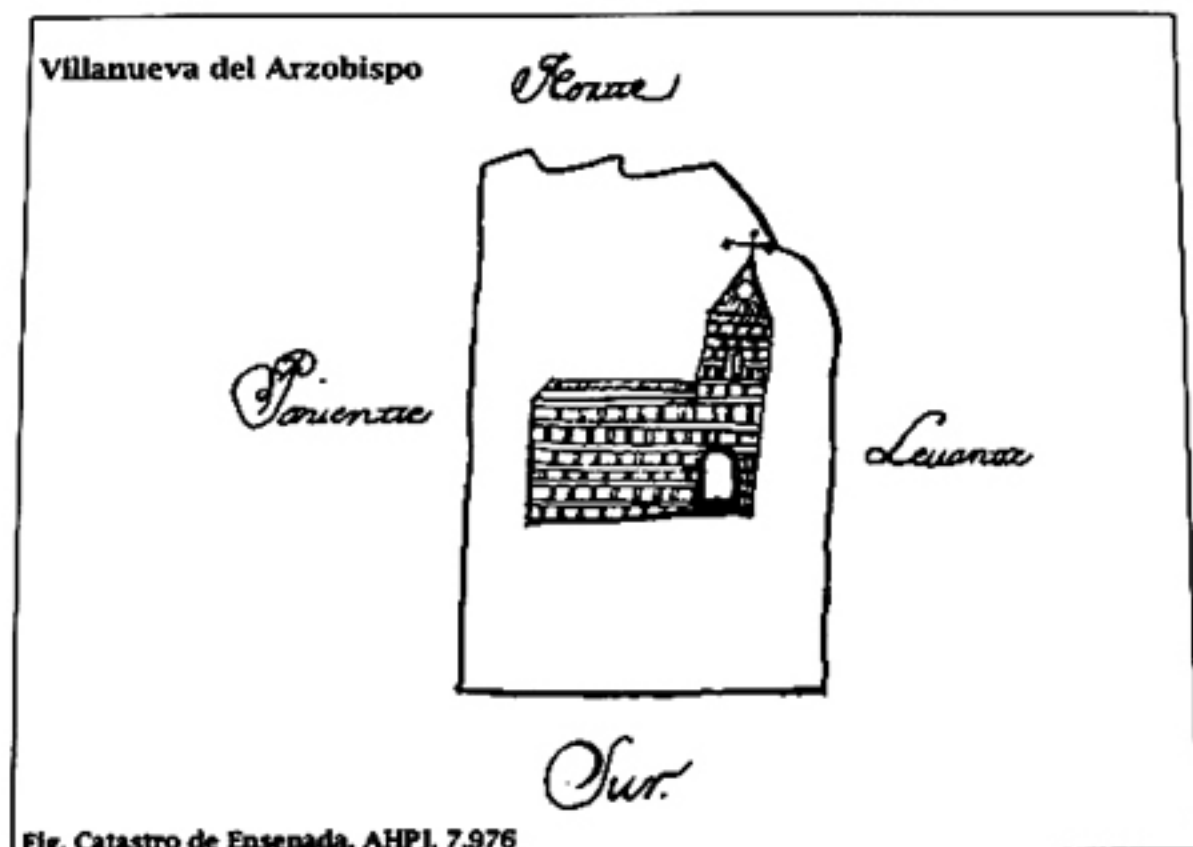 Villanueva del Arzobispo
Norte
Poniente
Levante
Sur.
Fig. Catastro de Ensenada. AHPJ. 7.976